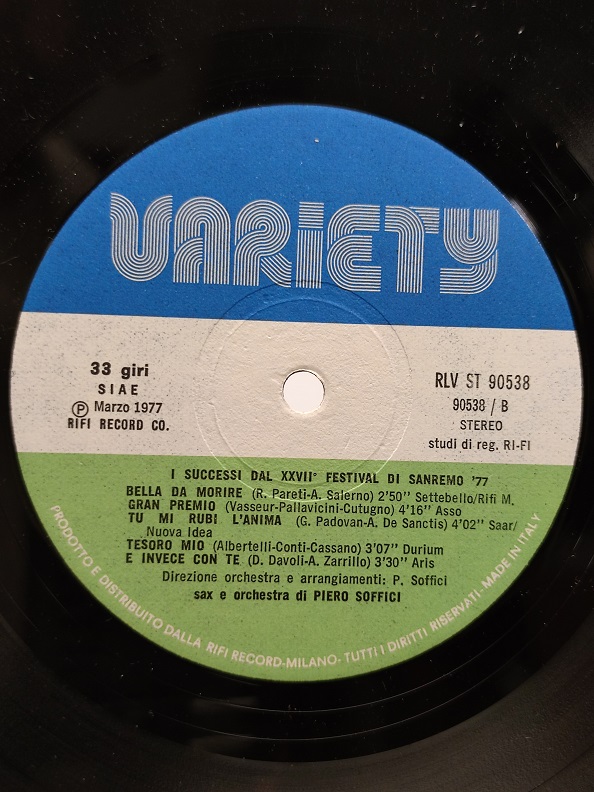 VARIETY
33 giri
SIAE
Ⓟ Marzo 1977
RIFI RECORD CO.
RLV ST 90538
90538 / B
STEREO
studi di reg. RI-FI
I SUCCESSI DAL XXVII° FESTIVAL DI SANREMO '77
BELLA DA MORIRE (R. Pareti-A. Salerno) 2'50'' Settebello/Rifi M.
GRAN PREMIO (Vasseur-Pallavicini-Cutugno) 4'16'' Asso
TU MI RUBI L'ANIMA (G. Padovan-A. De Sanctis) 4'02'' Saar/
Nuova Idea
TESORO MIO (Albertelli-Conti-Cassano) 3'07'' Durium
E INVECE CON TE (D. Davoli-A. Zarrillo) 3'30'' Arls
Direzione orchestra e arrangiamenti: P. Soffici
sax e orchestra di PIERO SOFFICI
PRODOTTO E DISTRIBUITO DALLA RIFI RECORD-MILANO-TUTTI I DIRITTI RISERVATI-MADE IN ITALY